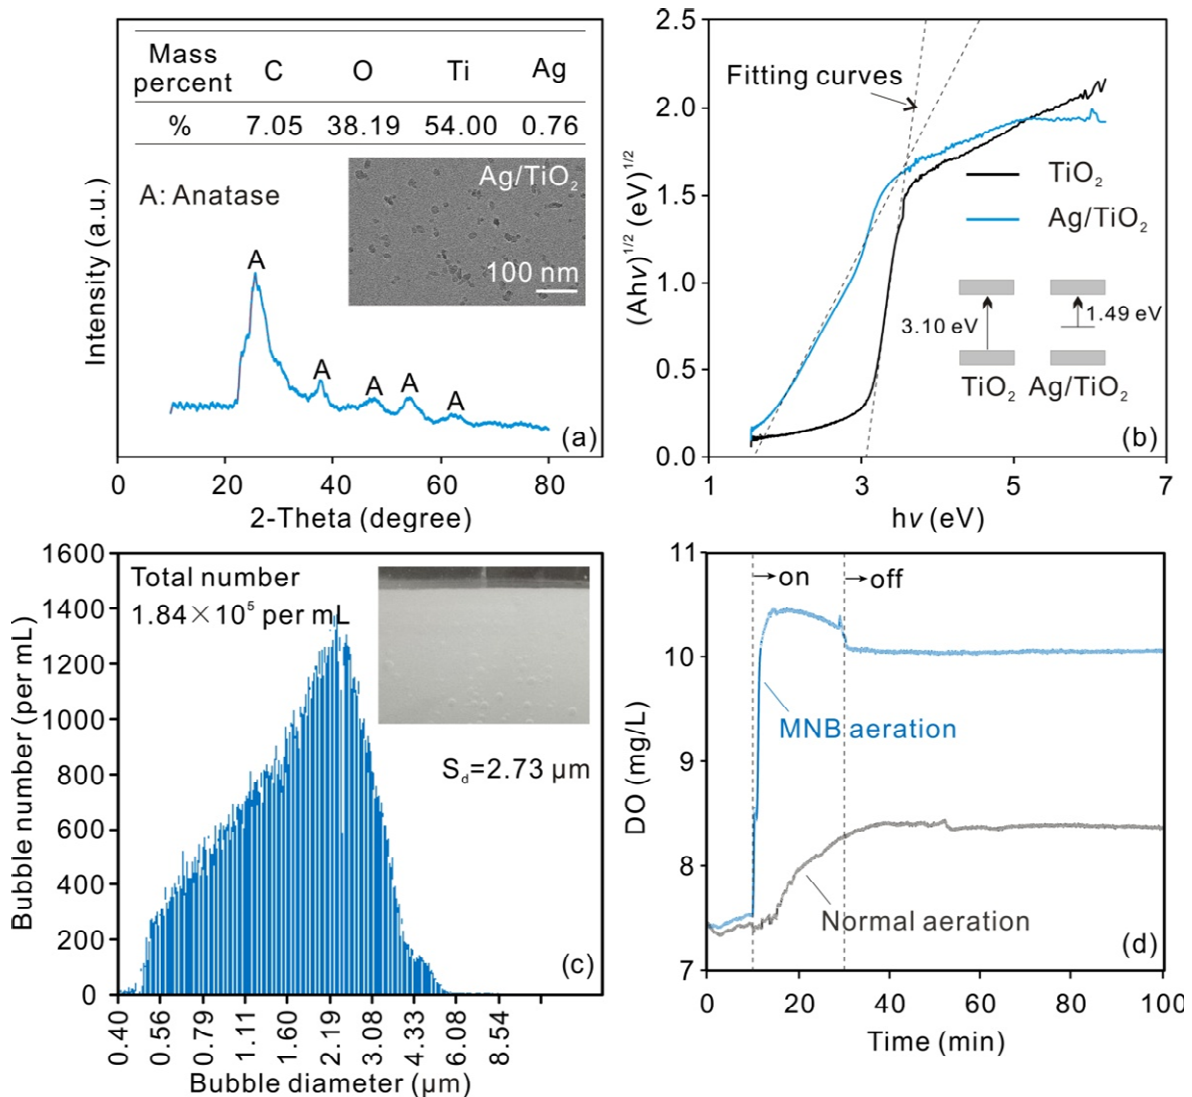 Mass percent C O Ti Ag
% 7.05 38.19 54.00 0.76
A: Anatase
Ag/TiO₂
100 nm
A
A
A
A
A
(a)
Intensity (a.u.)
0 20 40 60 80
2-Theta (degree)
2.5
2.0
1.5
1.0
0.5
0.0
(Ahν)^1/2 (eV)^1/2
Fitting curves
TiO₂
Ag/TiO₂
3.10 eV
1.49 eV
TiO₂ Ag/TiO₂
(b)
1 3 5 7
hν (eV)
1600
1400
1200
1000
800
600
400
200
0
Bubble number (per mL)
Total number
1.84×10⁵ per mL
S_d=2.73 μm
(c)
0.40 0.56 0.79 1.11 1.60 2.19 3.08 4.33 6.08 8.54
Bubble diameter (μm)
11
10
9
8
7
DO (mg/L)
→on
→off
MNB aeration
Normal aeration
(d)
0 20 40 60 80 100
Time (min)